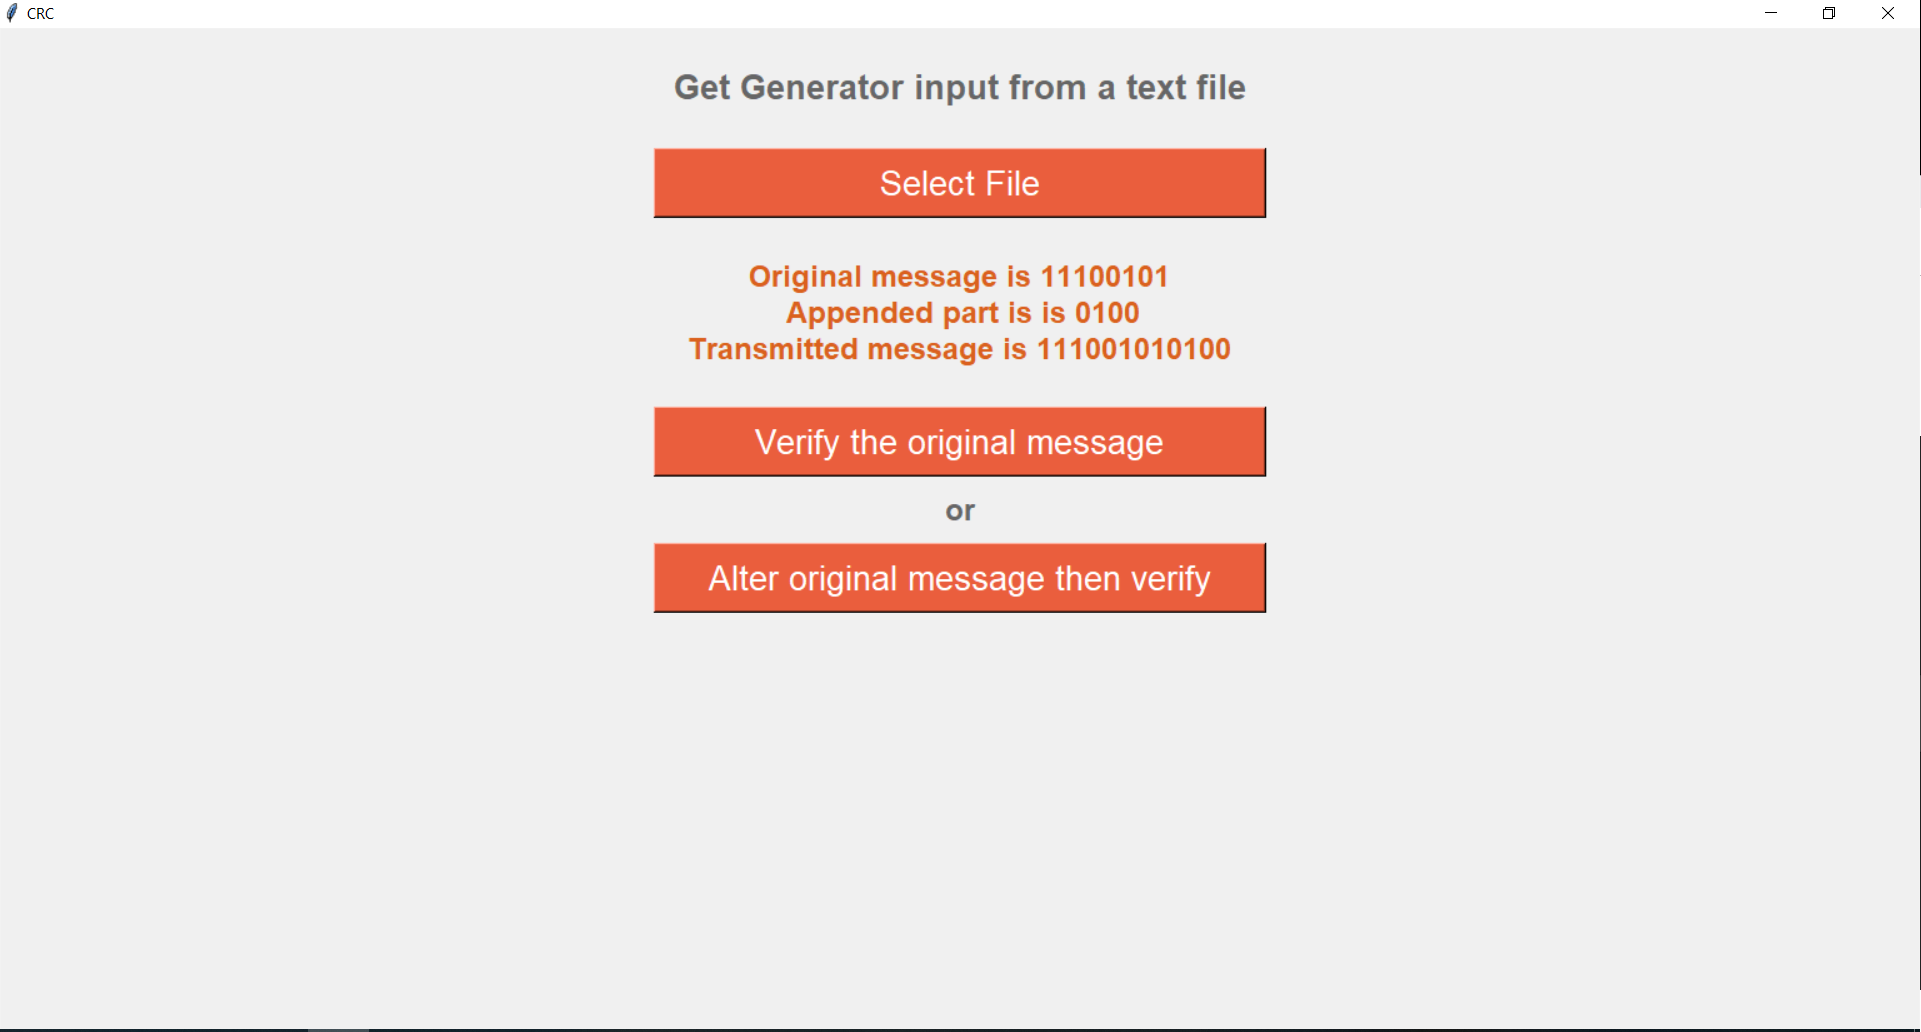 CRC
Get Generator input from a text file
Select File
Original message is 11100101
Appended part is is 0100
Transmitted message is 111001010100
Verify the original message
or
Alter original message then verify